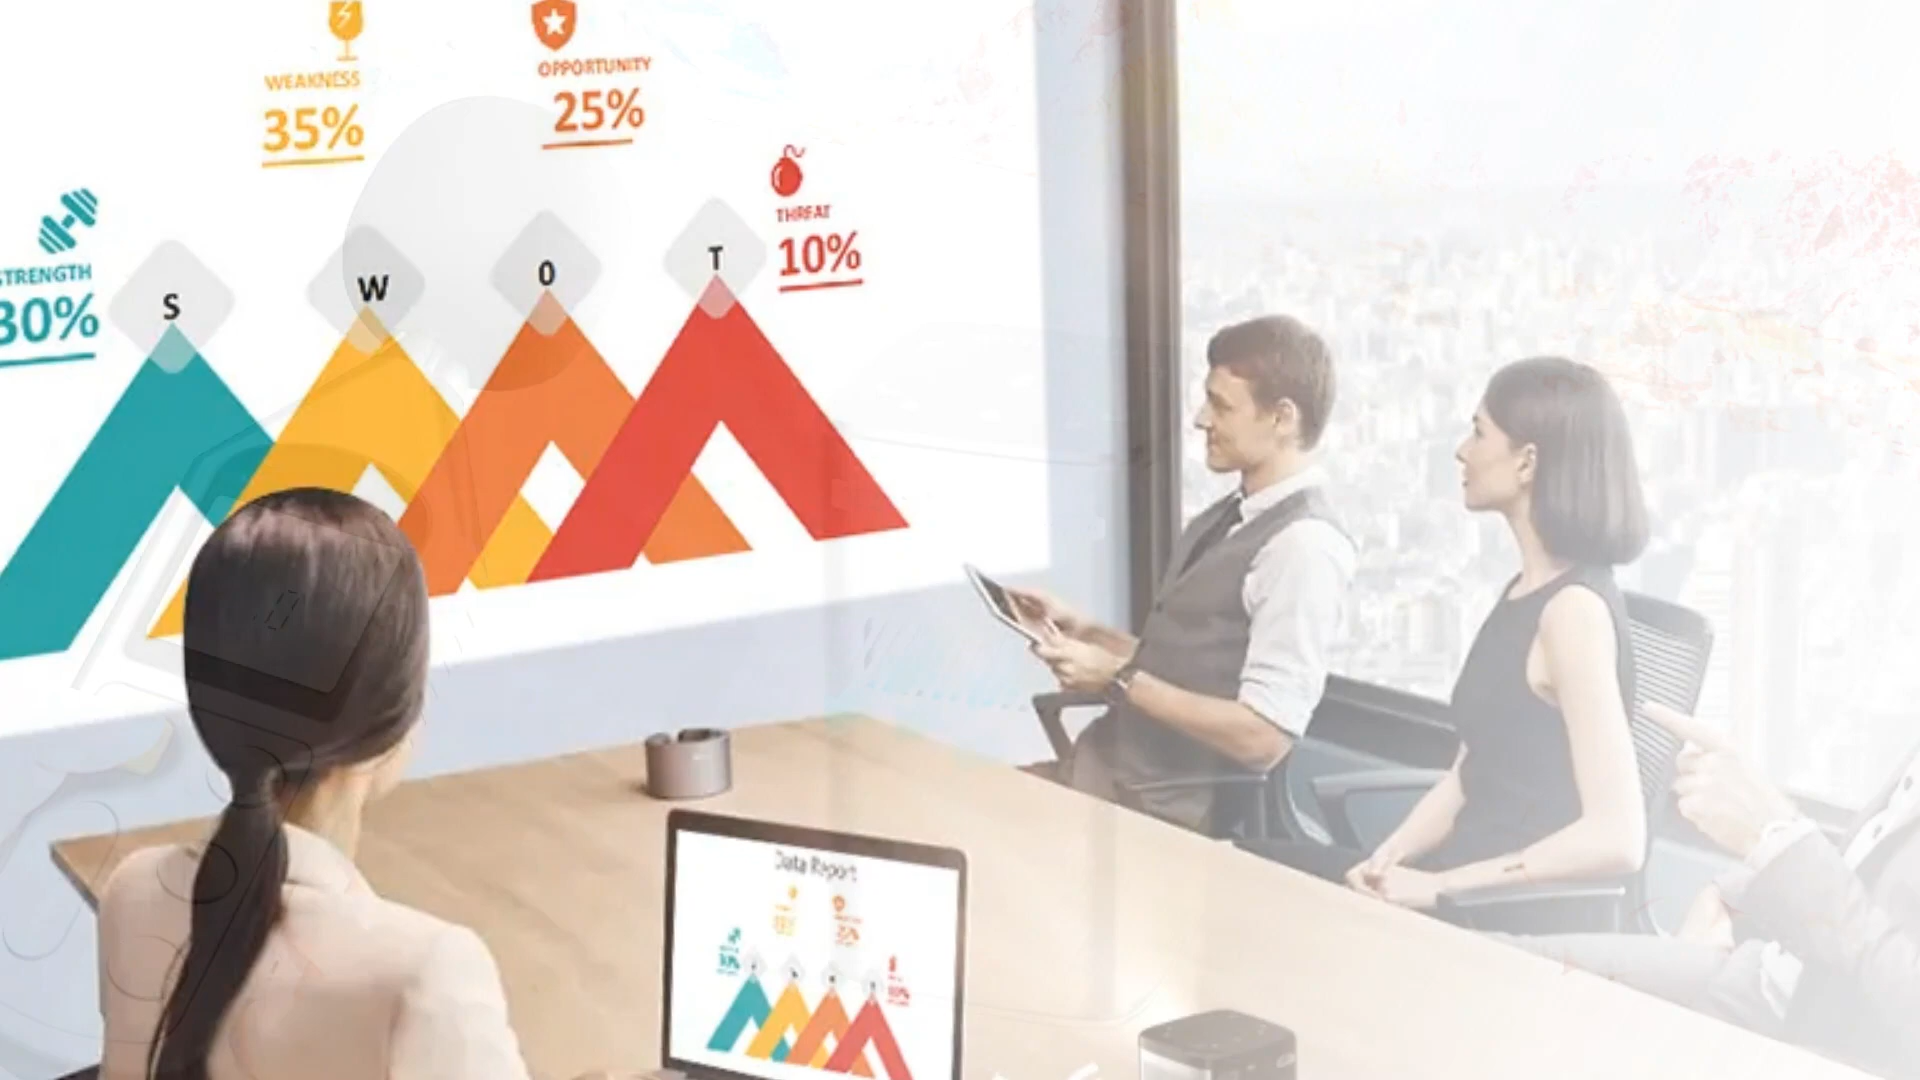 WEAKNESS
35%
OPPORTUNITY
25%
THREAT
10%
STRENGTH
30%
S
W
O
T
Data Report